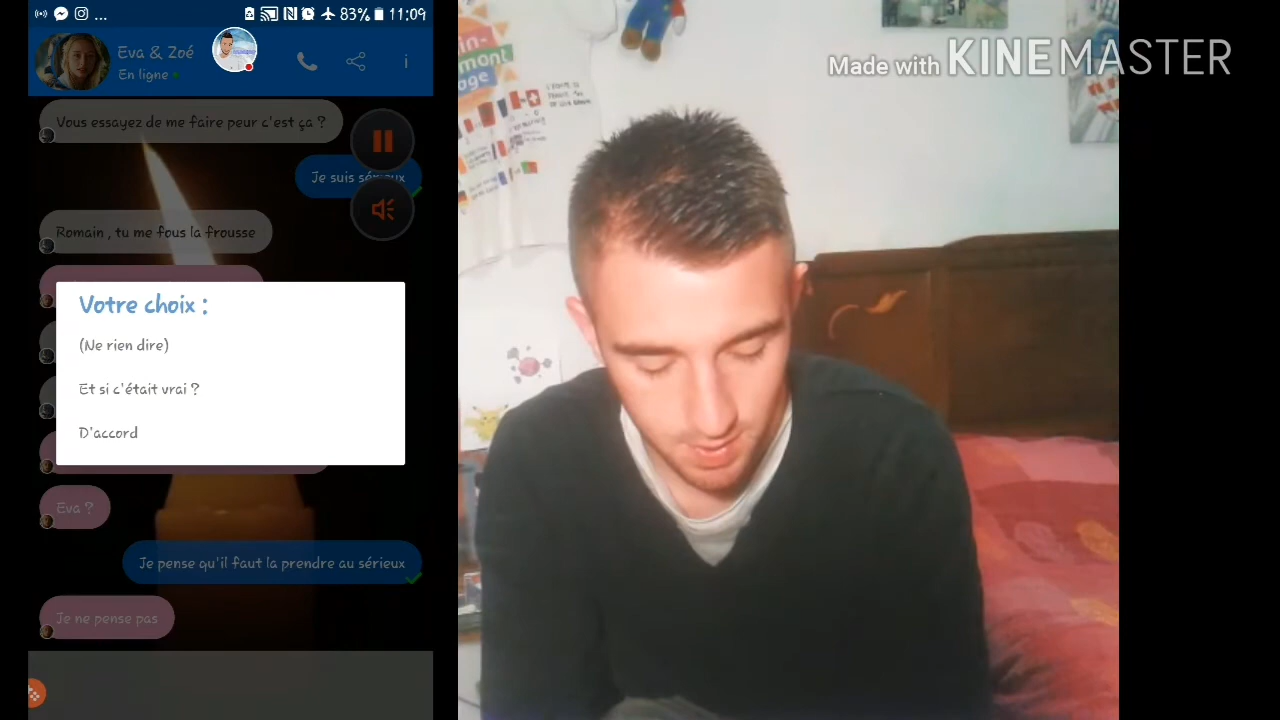 83% 11:09
Eva & Zoé
En ligne
Vous essayez de me faire peur c'est ça ?
Je suis sérieux
Romain , tu me fous la frousse
Votre choix :
(Ne rien dire)
Et si c'était vrai ?
D'accord
Eva ?
Je pense qu'il faut la prendre au sérieux
Je ne pense pas
Made with KINEMASTER